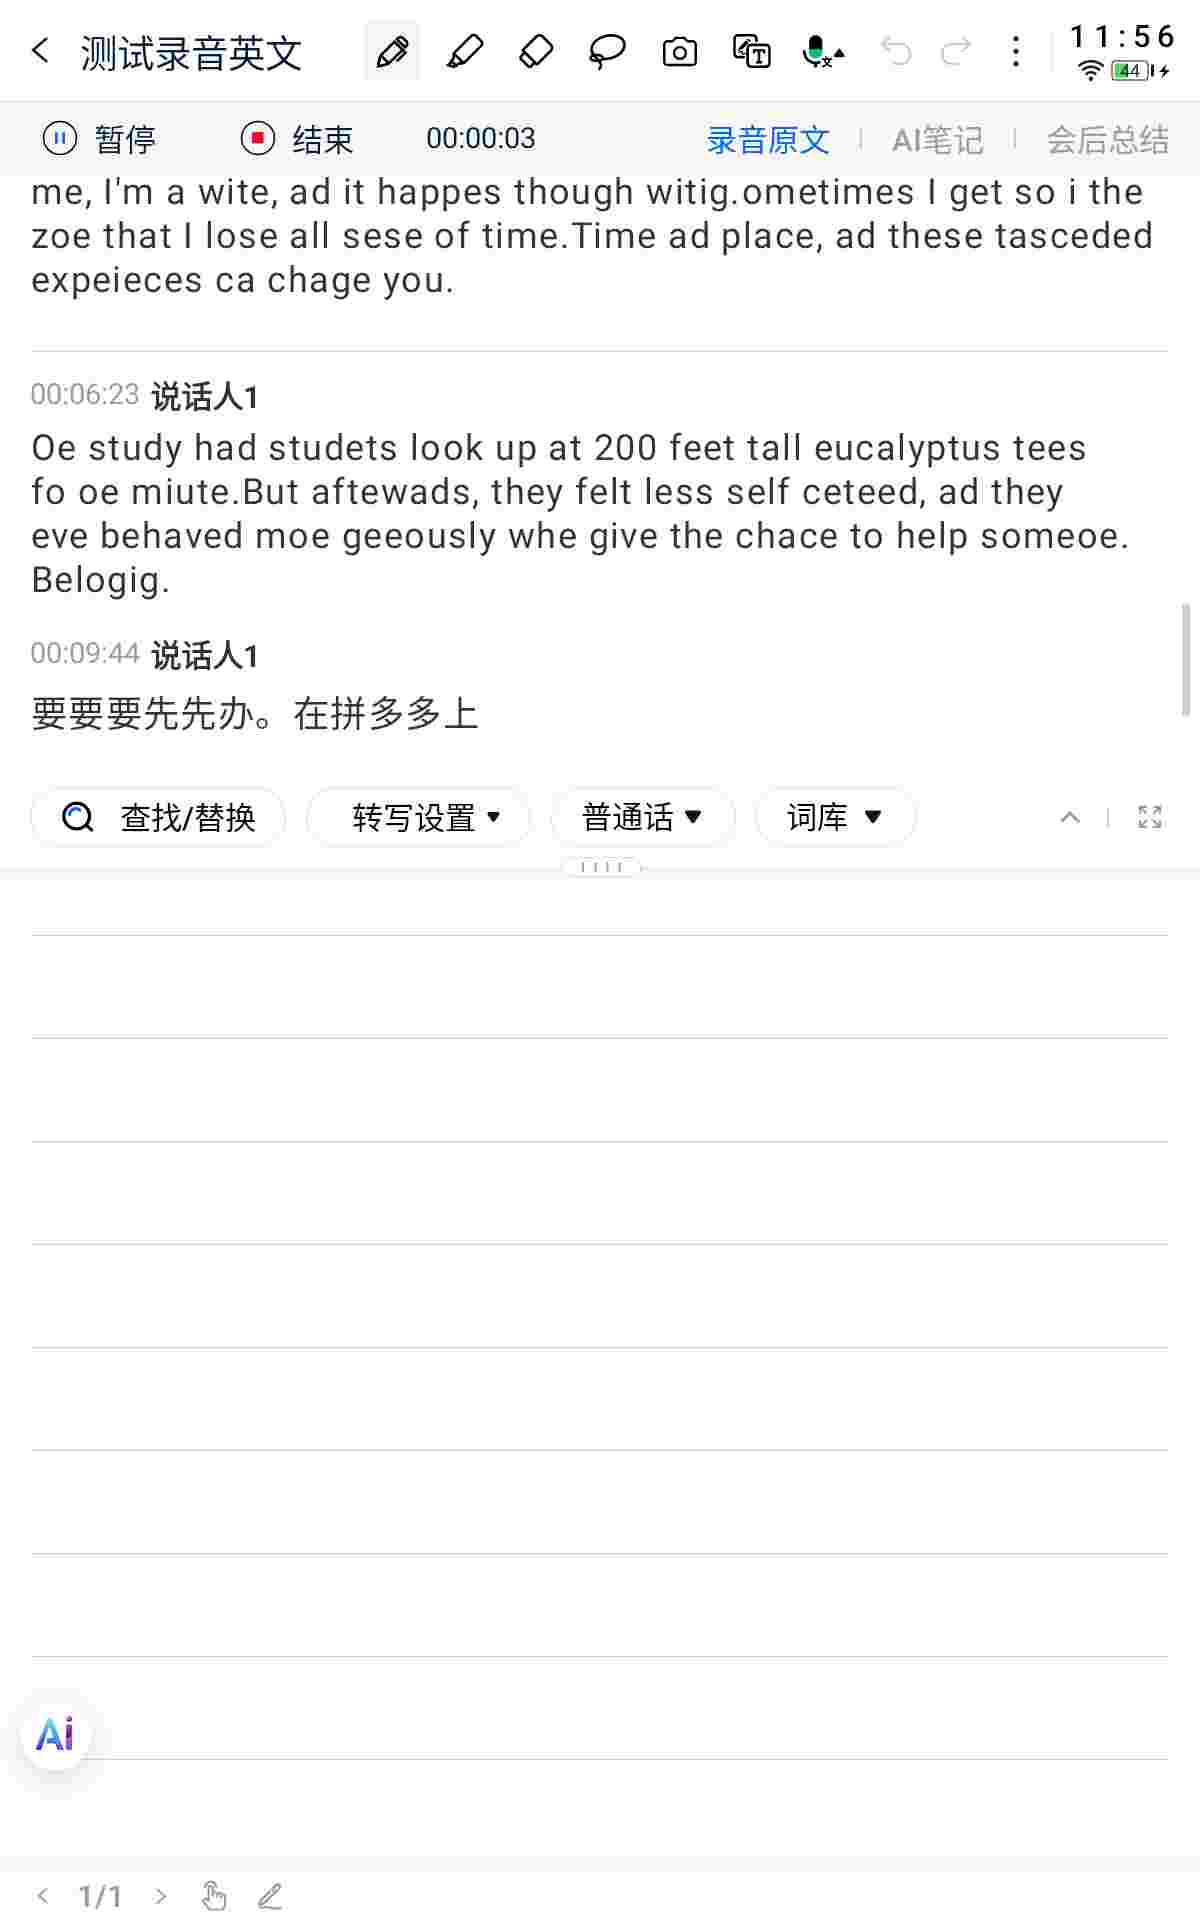 测试录音英文
11:56
44
暂停 结束 00:00:03 录音原文 AI笔记 会后总结
me, I'm a wite, ad it happes though witig.ometimes I get so i the
zoe that I lose all sese of time.Time ad place, ad these tasceded
expeieces ca chage you.
00:06:23 说话人1
Oe study had studets look up at 200 feet tall eucalyptus tees
fo oe miute.But aftewads, they felt less self ceteed, ad they
eve behaved moe geeously whe give the chace to help someoe.
Belogig.
00:09:44 说话人1
要要要先先办。在拼多多上
查找/替换 转写设置 普通话 词库
Ai
1/1